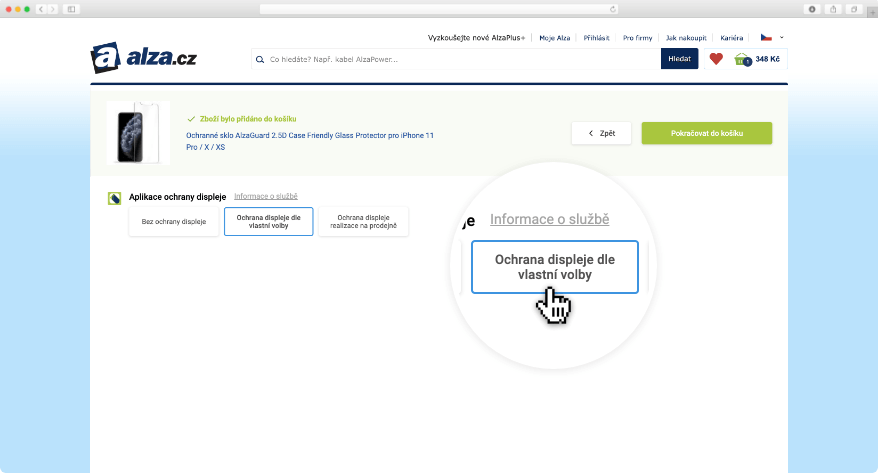 Vyzkoušejte nové AlzaPlus+ Moje Alza Přihlásit Pro firmy Jak nakoupit Kariéra
alza.cz
Co hledáte? Např. kabel AlzaPower... Hledat 1 348 Kč
Zboží bylo přidáno do košíku
Ochranné sklo AlzaGuard 2.5D Case Friendly Glass Protector pro iPhone 11
Pro / X / XS
Zpět Pokračovat do košíku
Aplikace ochrany displeje Informace o službě
Bez ochrany displeje
Ochrana displeje dle
vlastní volby
Ochrana displeje
realizace na prodejně
je Informace o službě
Ochrana displeje dle
vlastní volby